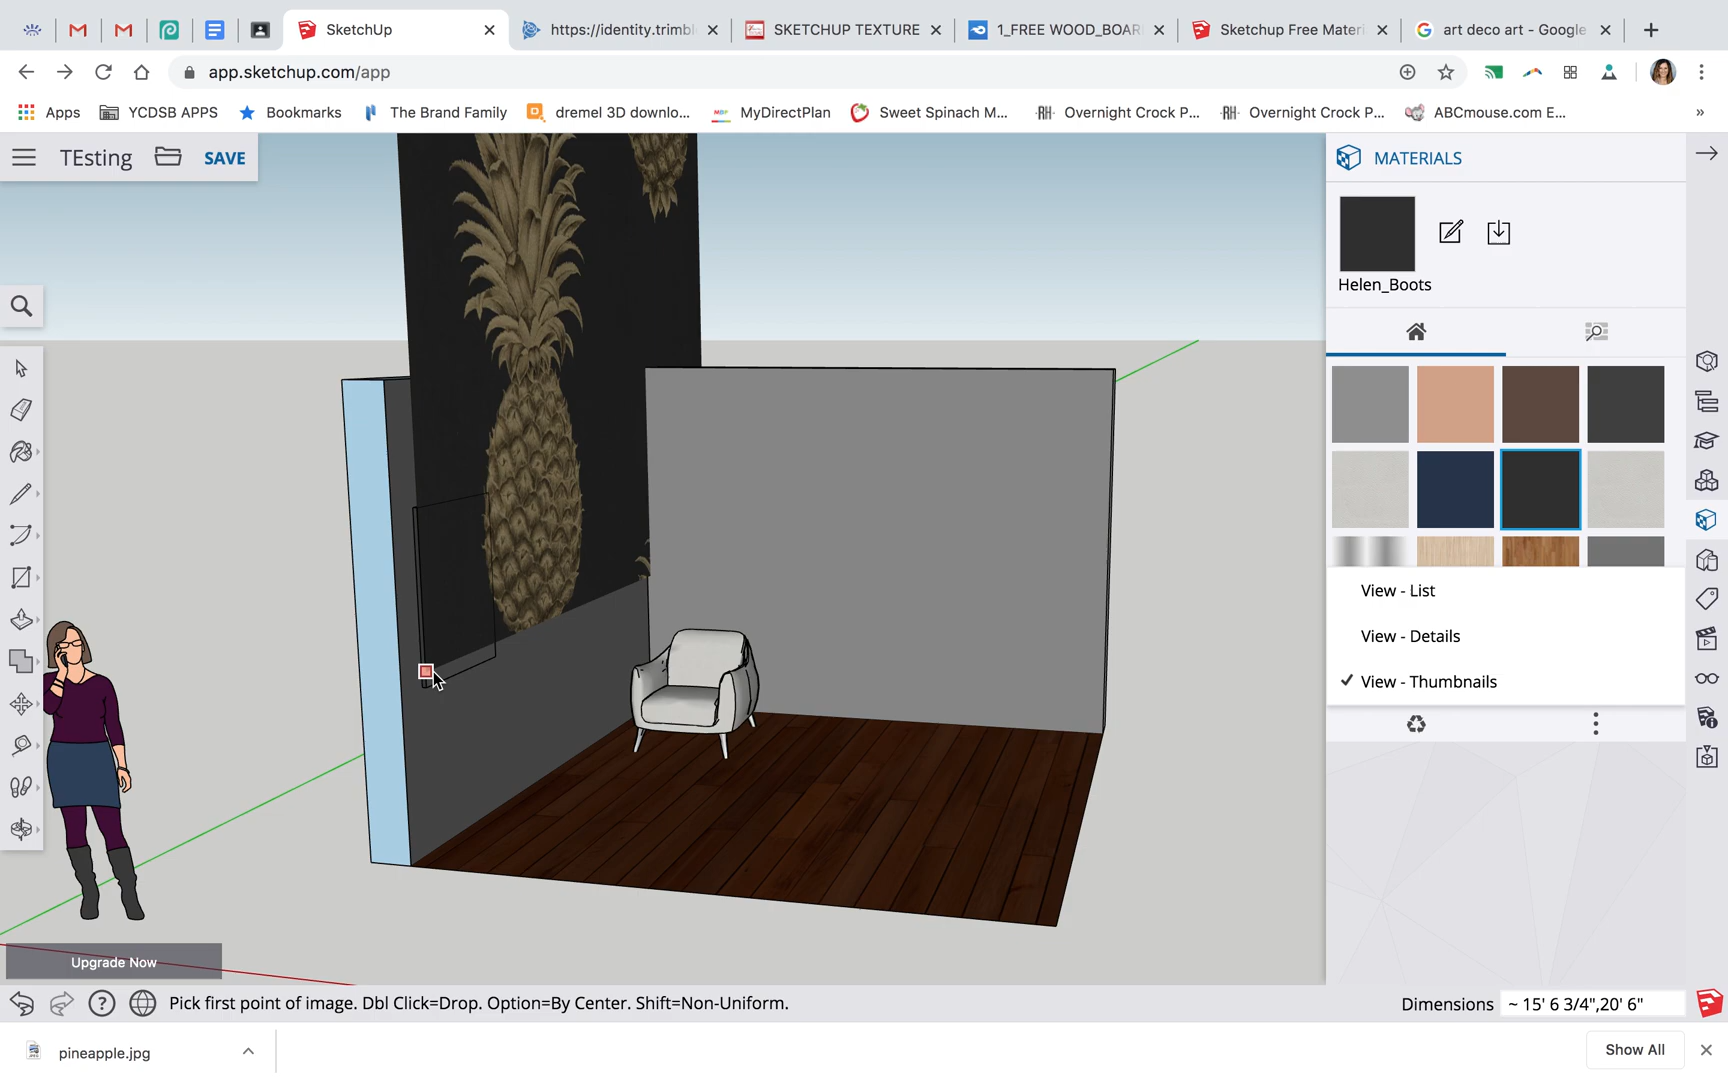 SketchUp
https://identity.trimbl
SKETCHUP TEXTURE
1_FREE WOOD_BOAR
Sketchup Free Materi
art deco art - Google
app.sketchup.com/app
Apps
YCDSB APPS
Bookmarks
The Brand Family
dremel 3D downlo...
MyDirectPlan
Sweet Spinach M...
Overnight Crock P...
Overnight Crock P...
ABCmouse.com E...
»
TEsting
SAVE
MATERIALS
Helen_Boots
View - List
View - Details
View - Thumbnails
Upgrade Now
Pick first point of image. Dbl Click=Drop. Option=By Center. Shift=Non-Uniform.
Dimensions
~ 15' 6 3/4",20' 6"
pineapple.jpg
Show All